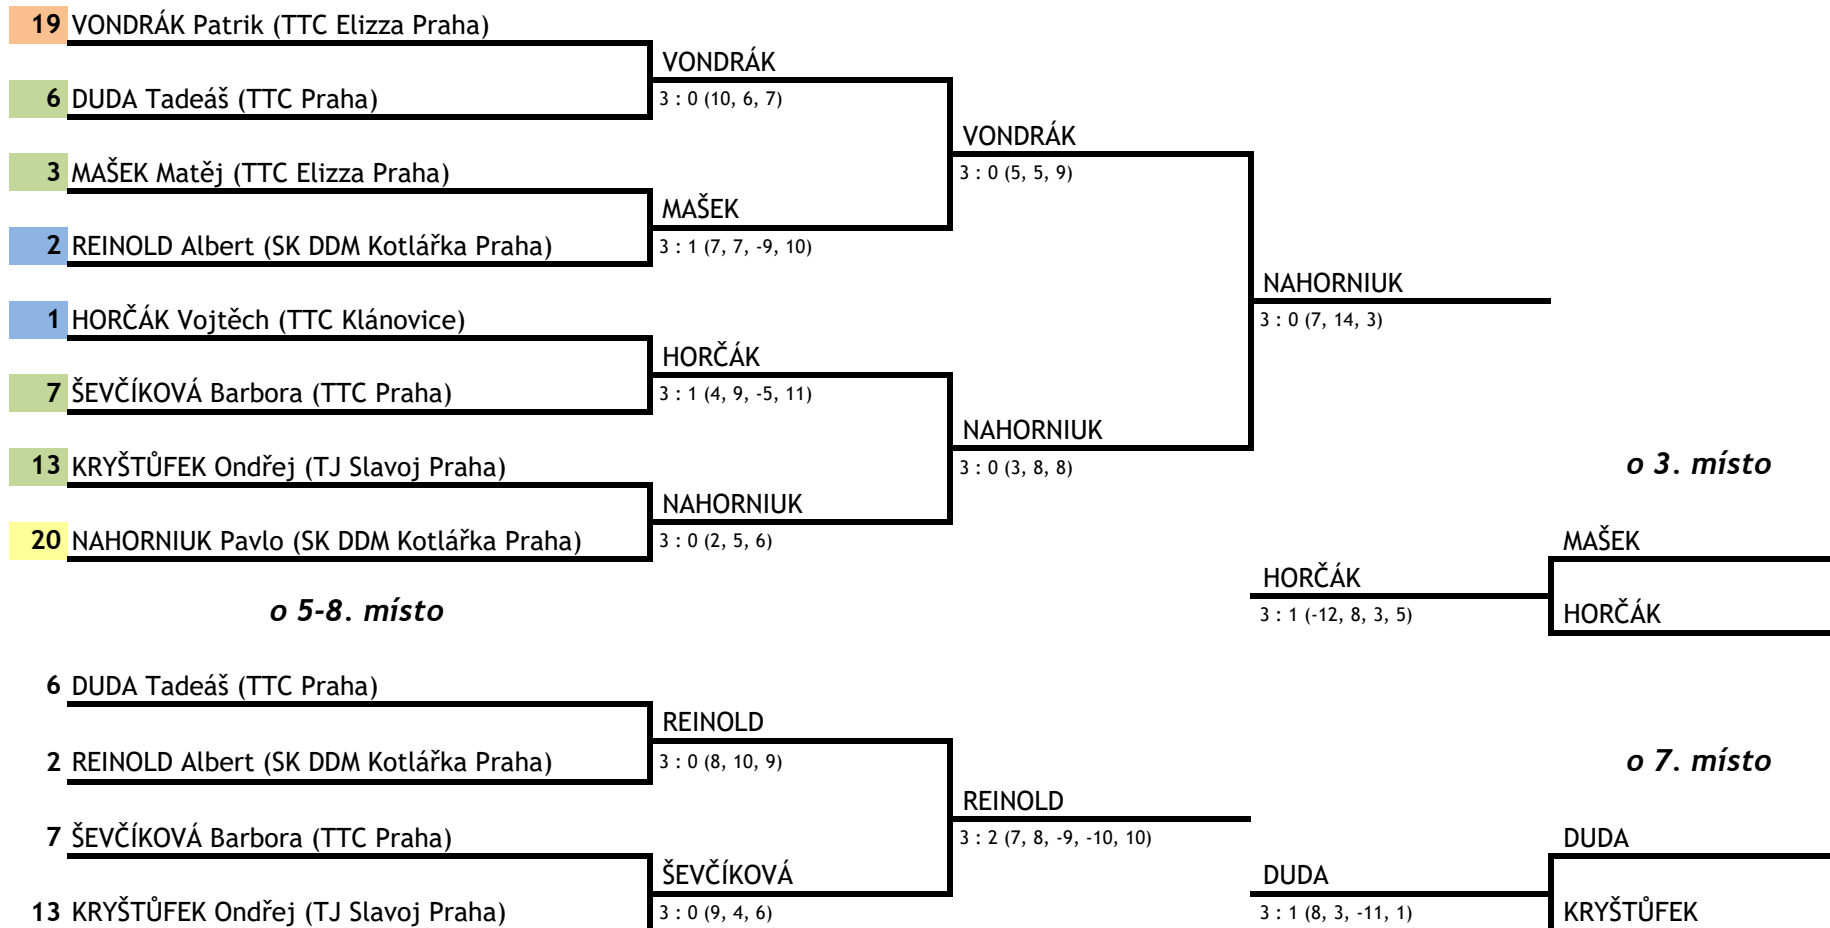 19 VONDRÁK Patrik (TTC Elizza Praha)
VONDRÁK
6 DUDA Tadeáš (TTC Praha)
3 : 0 (10, 6, 7)
VONDRÁK
3 MAŠEK Matěj (TTC Elizza Praha)
3 : 0 (5, 5, 9)
MAŠEK
2 REINOLD Albert (SK DDM Kotlářka Praha)
3 : 1 (7, 7, -9, 10)
NAHORNIUK
1 HORČÁK Vojtěch (TTC Klánovice)
3 : 0 (7, 14, 3)
HORČÁK
7 ŠEVČÍKOVÁ Barbora (TTC Praha)
3 : 1 (4, 9, -5, 11)
NAHORNIUK
13 KRYŠTŮFEK Ondřej (TJ Slavoj Praha)
3 : 0 (3, 8, 8)
o 3. místo
NAHORNIUK
20 NAHORNIUK Pavlo (SK DDM Kotlářka Praha)
3 : 0 (2, 5, 6)
MAŠEK
HORČÁK
o 5-8. místo
3 : 1 (-12, 8, 3, 5)
HORČÁK
6 DUDA Tadeáš (TTC Praha)
REINOLD
2 REINOLD Albert (SK DDM Kotlářka Praha)
3 : 0 (8, 10, 9)
o 7. místo
REINOLD
7 ŠEVČÍKOVÁ Barbora (TTC Praha)
3 : 2 (7, 8, -9, -10, 10)
DUDA
ŠEVČÍKOVÁ
DUDA
13 KRYŠTŮFEK Ondřej (TJ Slavoj Praha)
3 : 0 (9, 4, 6)
3 : 1 (8, 3, -11, 1)
KRYŠTŮFEK